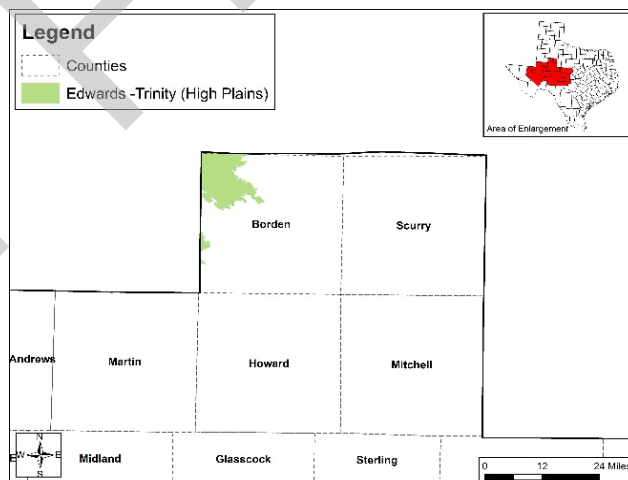 Legend
Counties
Edwards -Trinity (High Plains)
Area of Enlargement
Borden
Scurry
Andrews
Martin
Howard
Mitchell
N
W E
S
Midland
Glasscock
Sterling
0 12 24 Miles